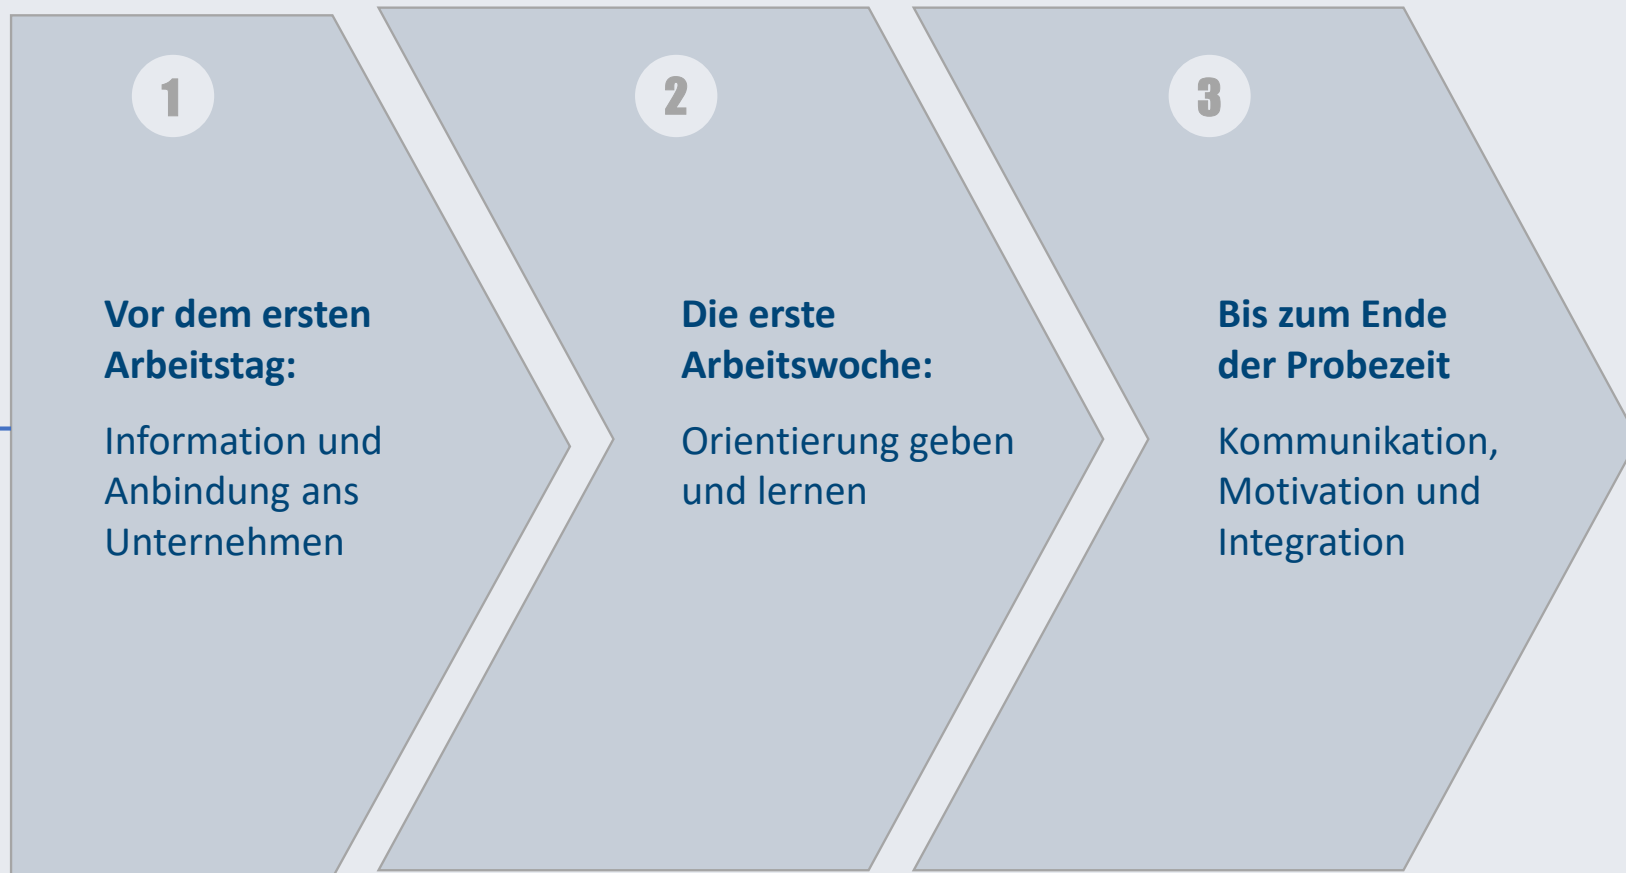 1
Vor dem ersten
Arbeitstag:
Information und
Anbindung ans
Unternehmen
2
Die erste
Arbeitswoche:
Orientierung geben
und lernen
3
Bis zum Ende
der Probezeit
Kommunikation,
Motivation und
Integration